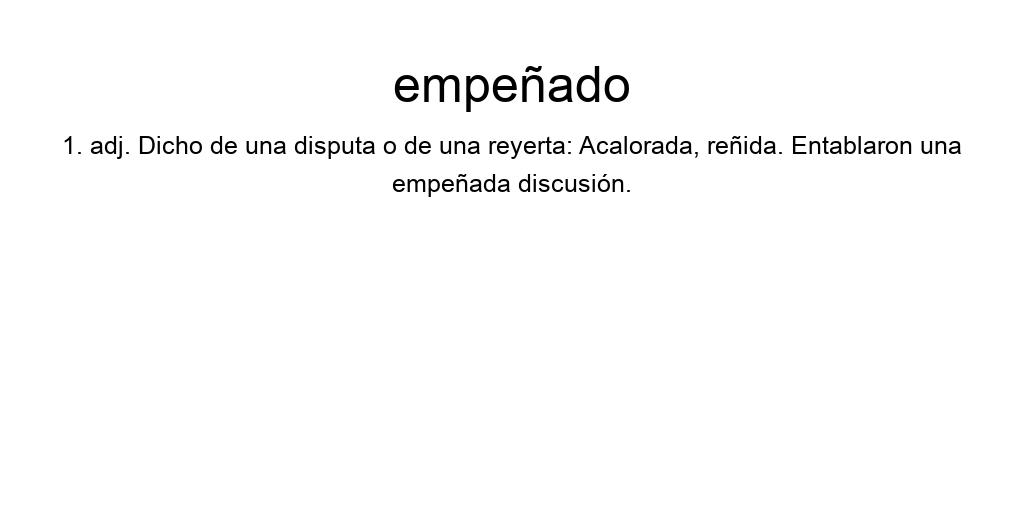 empeñado
1. adj. Dicho de una disputa o de una reyerta: Acalorada, reñida. Entablaron una
empeñada discusión.